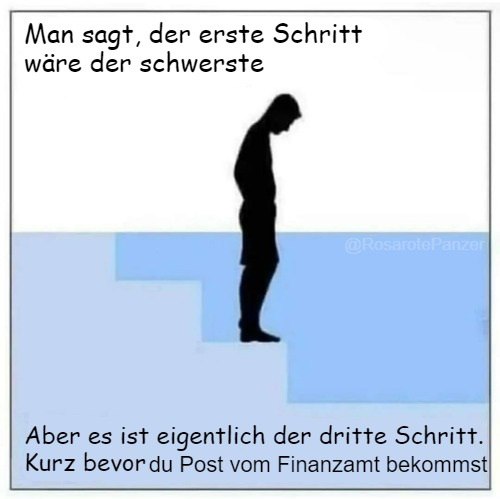 Man sagt, der erste Schritt
wäre der schwerste
@RosarotePanzer
Aber es ist eigentlich der dritte Schritt.
Kurz bevor du Post vom Finanzamt bekommst